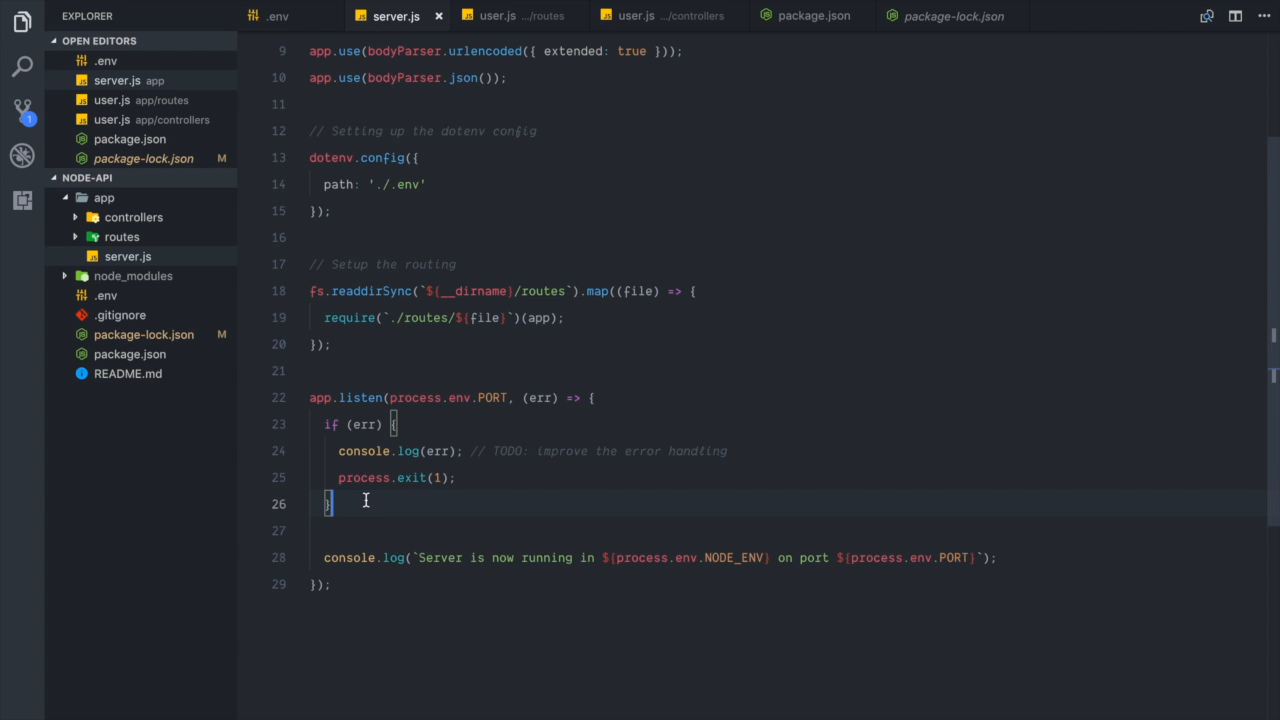 EXPLORER
OPEN EDITORS
.env
server.js app
user.js app/routes
user.js app/controllers
package.json
package-lock.json M
NODE-API
app
controllers
routes
server.js
node_modules
.env
.gitignore
package-lock.json M
package.json
README.md
1
.env
server.js ×
user.js .../routes
user.js .../controllers
package.json
package-lock.json
9 app.use(bodyParser.urlencoded({ extended: true }));
10 app.use(bodyParser.json());
11
12 // Setting up the dotenv config
13 dotenv.config({
14 path: './.env'
15 });
16
17 // Setup the routing
18 fs.readdirSync(`${__dirname}/routes`).map((file) => {
19 require(`./routes/${file}`)(app);
20 });
21
22 app.listen(process.env.PORT, (err) => {
23 if (err) {
24 console.log(err); // TODO: improve the error handling
25 process.exit(1);
26 }
27
28 console.log(`Server is now running in ${process.env.NODE_ENV} on port ${process.env.PORT}`);
29 });